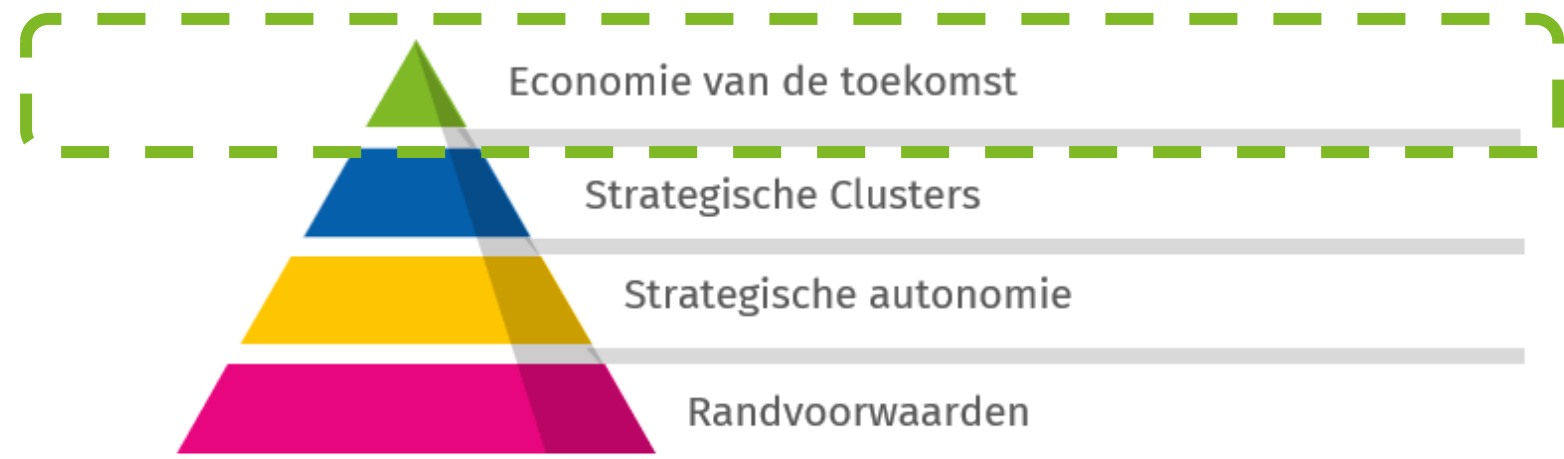 Economie van de toekomst
Strategische Clusters
Strategische autonomie
Randvoorwaarden